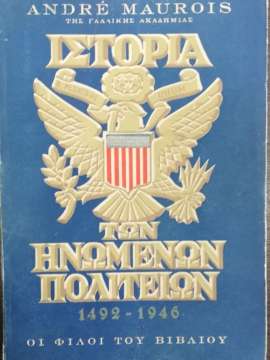 ANDRÉ MAUROIS
ΤΗΣ ΓΑΛΛΙΚΗΣ ΑΚΑΔΗΜΙΑΣ
ΙΣΤΟΡΙΑ
ΤΩΝ
ΗΝΩΜΕΝΩΝ
ΠΟΛΙΤΕΙΩΝ
1492-1946
ΟΙ ΦΙΛΟΙ ΤΟΥ ΒΙΒΛΙΟΥ